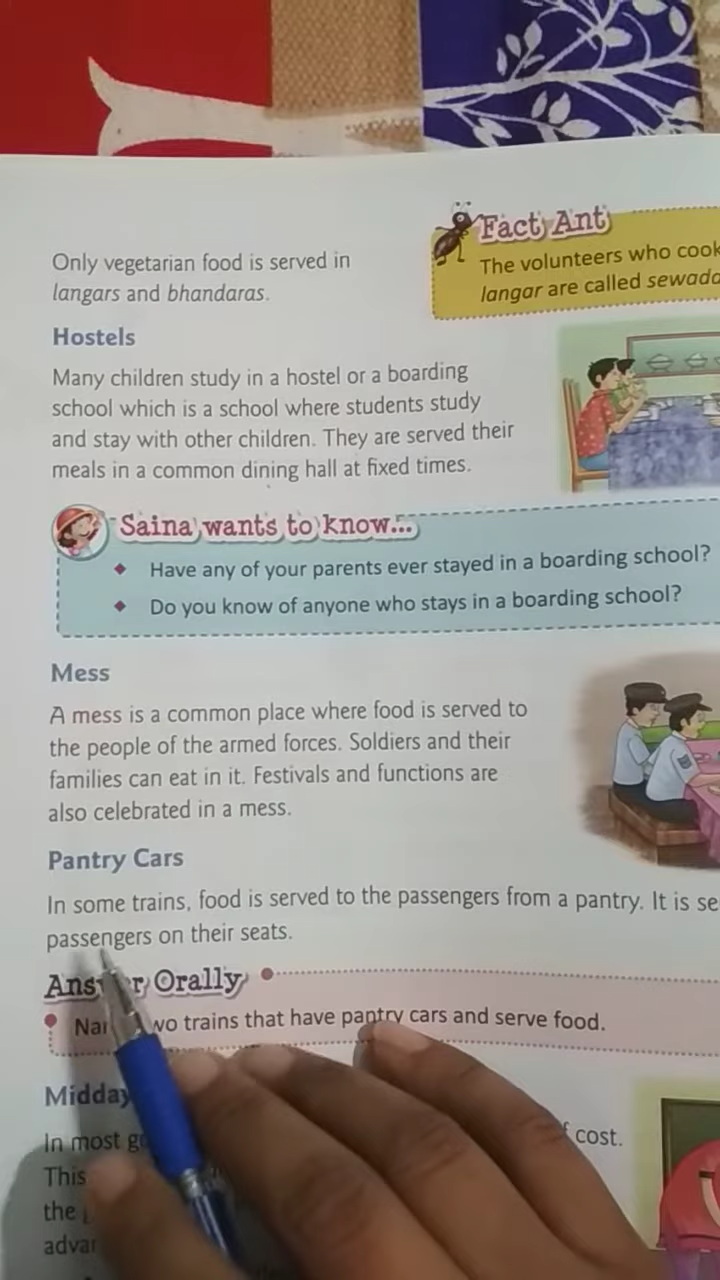 Only vegetarian food is served in
langars and bhandaras.
Fact Ant
The volunteers who cook
langar are called
Hostels
Many children study in a hostel or a boarding
school which is a school where students study
and stay with other children. They are served their
meals in a common dining hall at fixed times.
Saina wants to know...
Have any of your parents ever stayed in a boarding school?
Do you know of anyone who stays in a boarding school?
Mess
A mess is a common place where food is served to
the people of the armed forces. Soldiers and their
families can eat in it. Festivals and functions are
also celebrated in a mess.
Pantry Cars
In some trains, food is served to the passengers from a pantry. It is
passengers on their seats.
Orally
trains that have pantry cars and serve food.
Midday
In most cost.
This
the